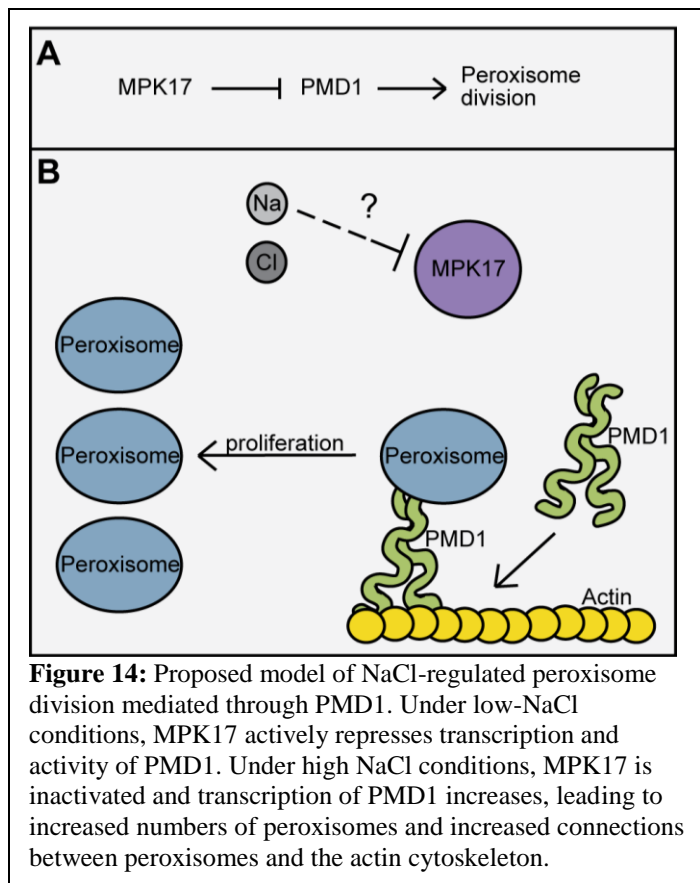 A
MPK17
PMD1
Peroxisome
division
B
Na
?
Cl
MPK17
Peroxisome
PMD1
proliferation
Peroxisome
Peroxisome
PMD1
Peroxisome
Actin
Figure 14: Proposed model of NaCl-regulated peroxisome
division mediated through PMD1. Under low-NaCl
conditions, MPK17 actively represses transcription and
activity of PMD1. Under high NaCl conditions, MPK17 is
inactivated and transcription of PMD1 increases, leading to
increased numbers of peroxisomes and increased connections
between peroxisomes and the actin cytoskeleton.